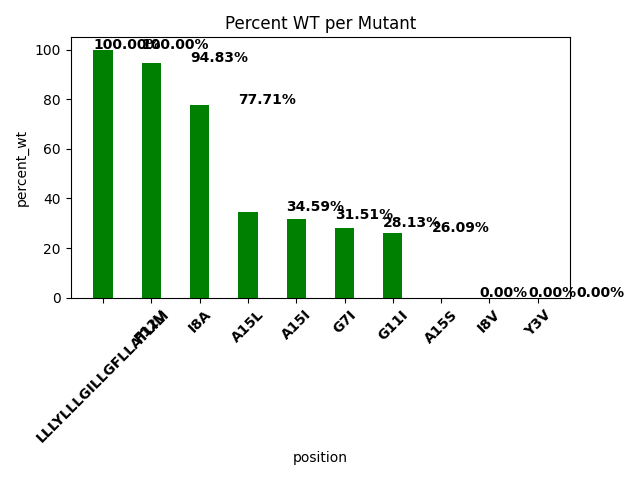 Percent WT per Mutant
100.00%
100.00%
94.83%
77.71%
34.59%
31.51%
28.13%
26.09%
0.00%
0.00%
0.00%
percent_wt
100
80
60
40
20
0
F12M
I8A
A15L
A15I
G7I
G11I
A15S
I8V
Y3V
position